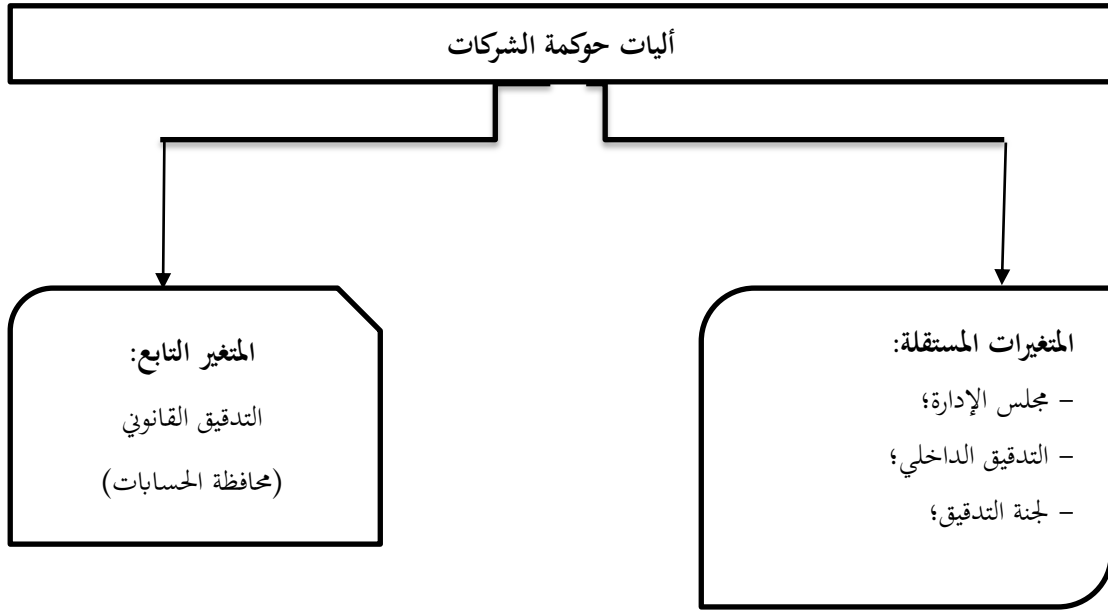 أليات حوكمة الشركات
المتغيرات المستقلة:
– مجلس الإدارة؛
– التدقيق الداخلي؛
– لجنة التدقيق؛
المتغير التابع:
التدقيق القانوني
(محافظة الحسابات)